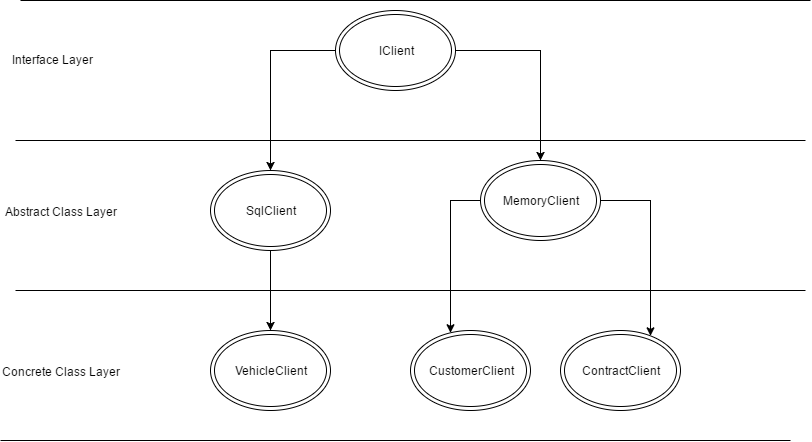 IClient
Interface Layer
MemoryClient
Abstract Class Layer
SqlClient
Concrete Class Layer
VehicleClient
CustomerClient
ContractClient